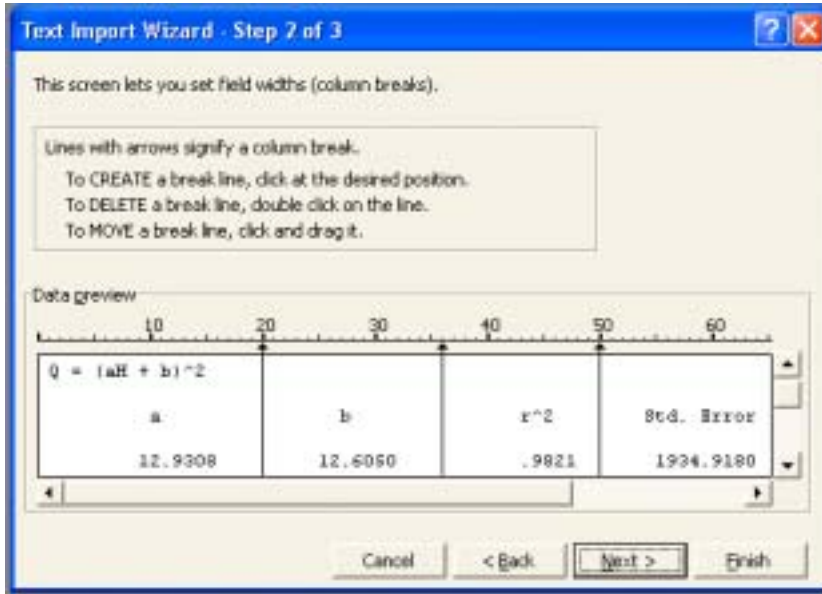 Text Import Wizard - Step 2 of 3
This screen lets you set field widths (column breaks).
Lines with arrows signify a column break.
To CREATE a break line, click at the desired position.
To DELETE a break line, double click on the line.
To MOVE a break line, click and drag it.
Data preview
10 20 30 40 50 60
Q = (aH + b)^2
a b r^2 Std. Error
12.9308 12.6050 .9821 1934.9180
Cancel < Back Next > Finish